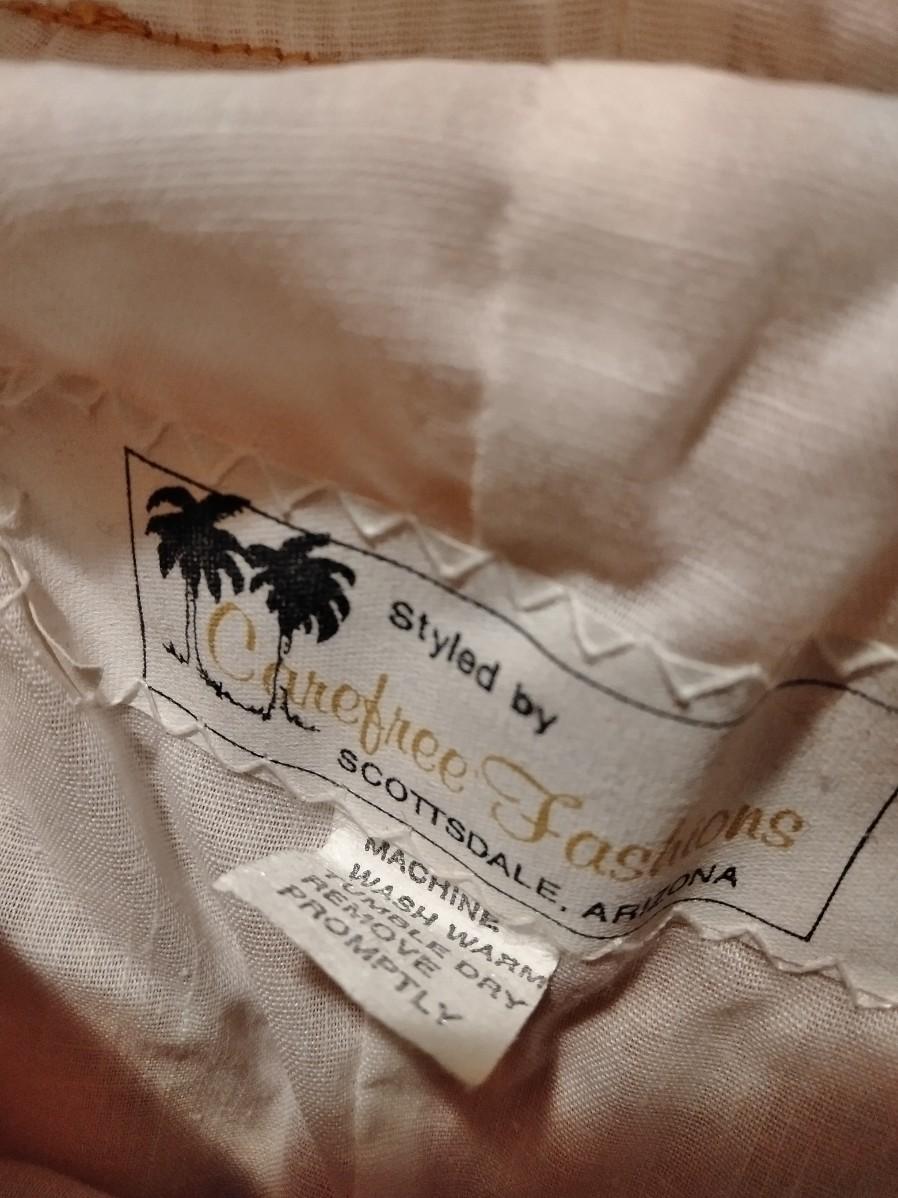 Styled by
Carefree Fashions
SCOTTSDALE, ARIZONA
MACHINE
WASH WARM
TUMBLE DRY
REMOVE
PROMPTLY